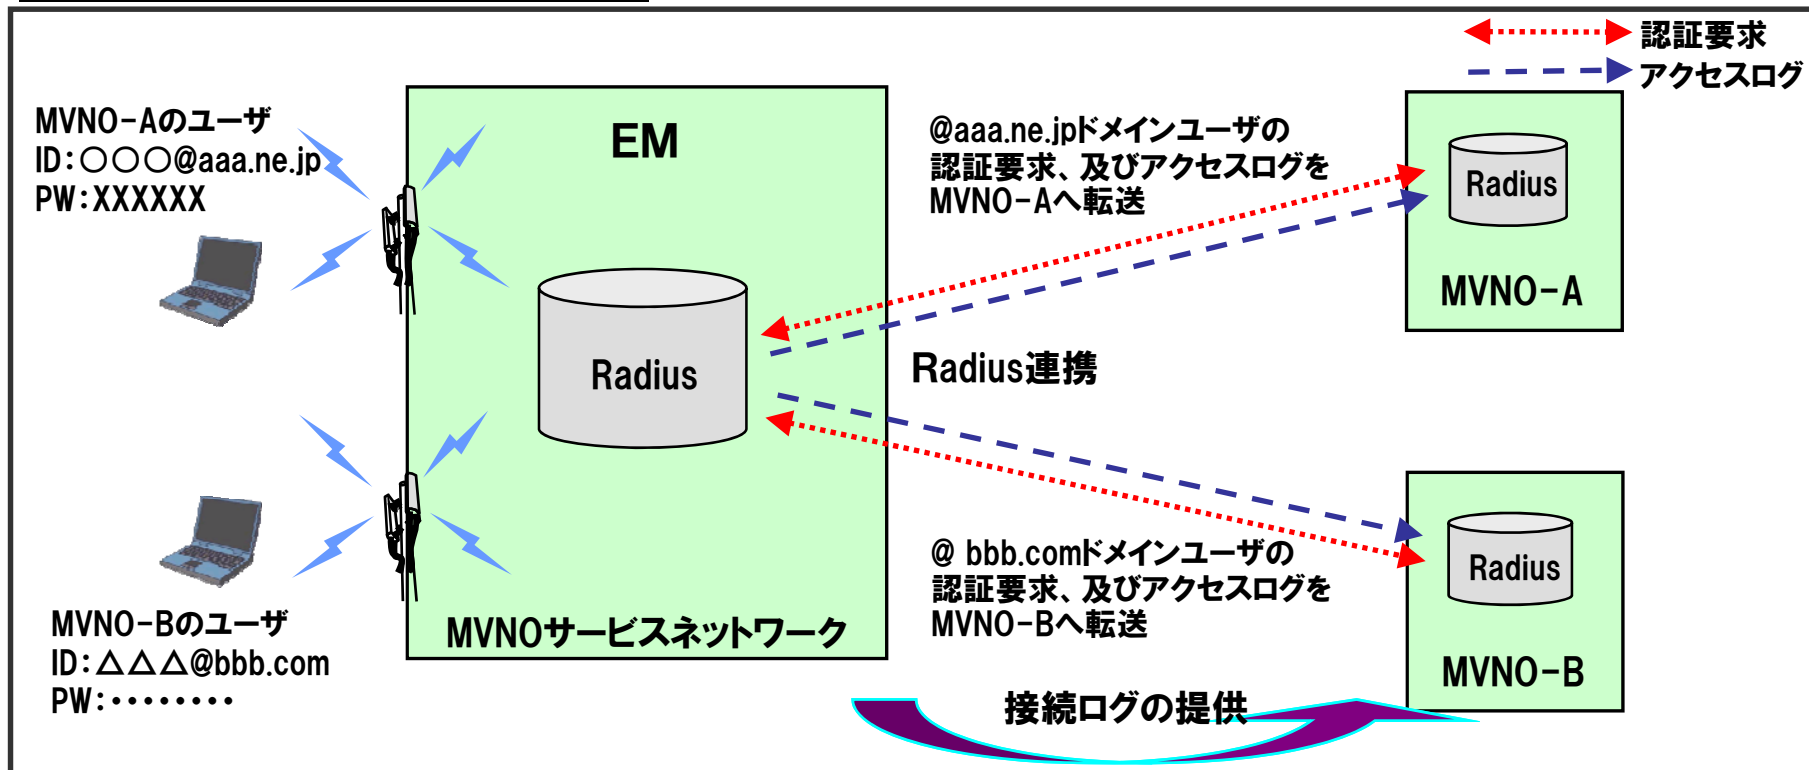 認証要求
アクセスログ
MVNO-Aのユーザ
ID:○○○@aaa.ne.jp
PW:XXXXXX
EM
@aaa.ne.jpドメインユーザの
認証要求、及びアクセスログを
MVNO-Aへ転送
Radius
MVNO-A
Radius
Radius連携
MVNO-Bのユーザ
ID:△△△@bbb.com
PW:・・・・・・・・
MVNOサービスネットワーク
@ bbb.comドメインユーザの
認証要求、及びアクセスログを
MVNO-Bへ転送
Radius
MVNO-B
接続ログの提供